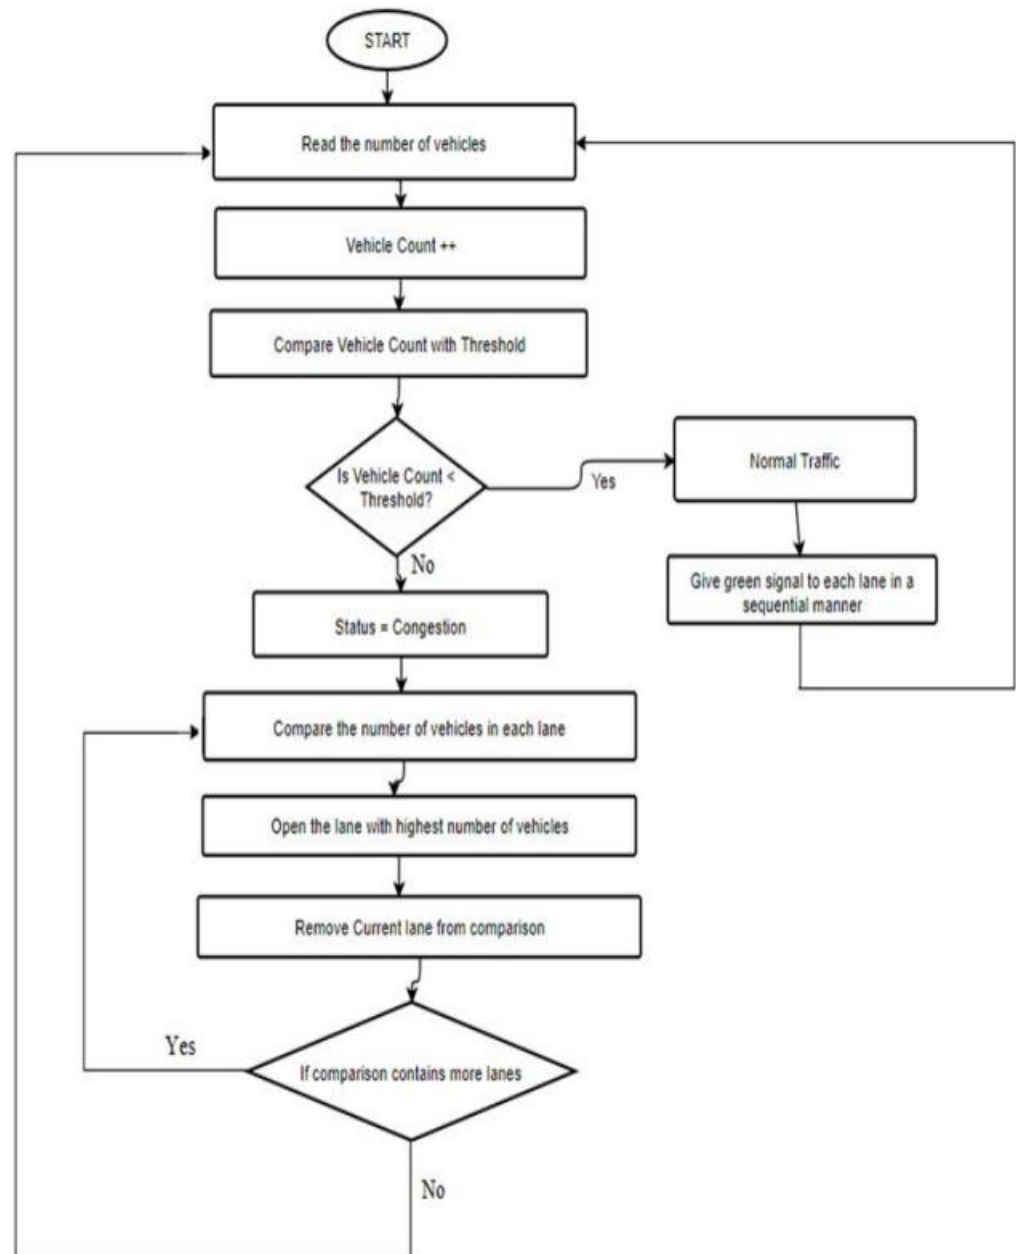 START
Read the number of vehicles
Vehicle Count ++
Compare Vehicle Count with Threshold
Is Vehicle Count <
Threshold?
Yes
Normal Traffic
Give green signal to each lane in a
sequential manner
No
Status = Congestion
Compare the number of vehicles in each lane
Open the lane with highest number of vehicles
Remove Current lane from comparison
If comparison contains more lanes
Yes
No